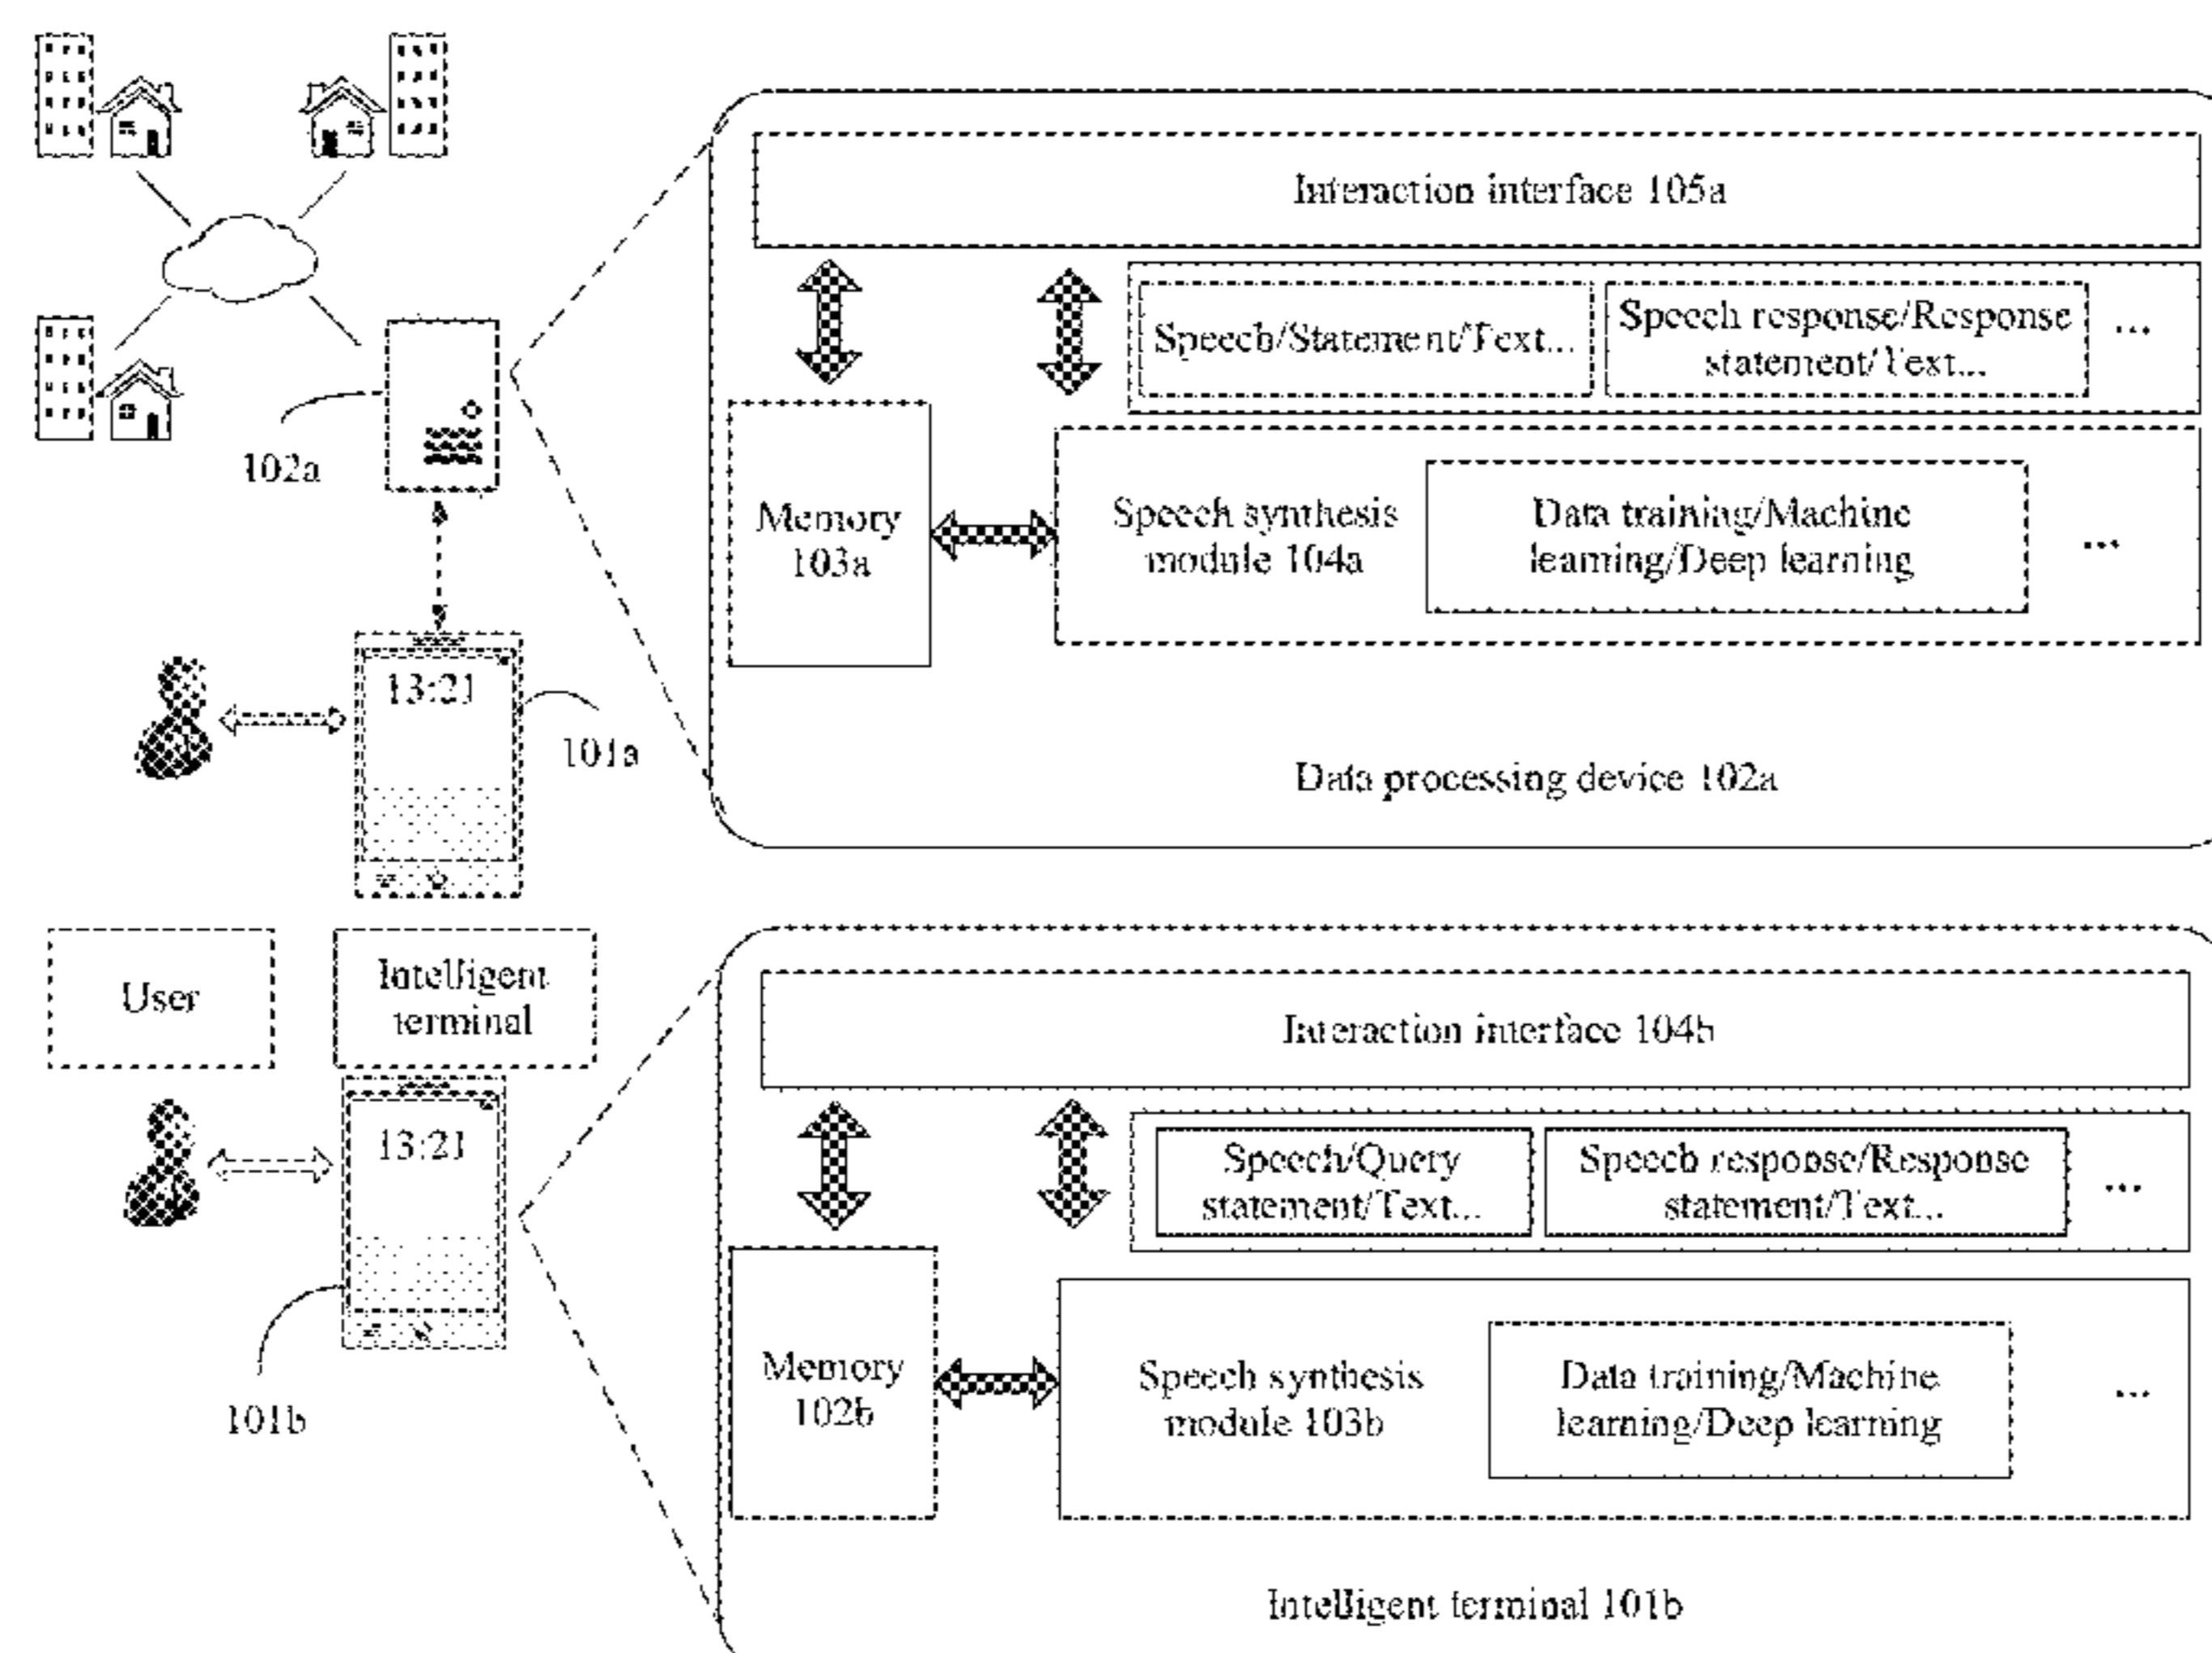 Interaction interface 105a
Speech/Statement/Text...
Speech response/Response
statement/Text...
...
102a
Memory
103a
Speech synthesis
module 104a
Data training/Machine
learning/Deep learning
...
13:21
101a
Data processing device 102a
User
Intelligent
terminal
Interaction interface 104b
13:21
Speech/Query
statement/Text...
Speech response/Response
statement/Text...
...
Memory
102b
Speech synthesis
module 103b
Data training/Machine
learning/Deep learning
...
101b
Intelligent terminal 101b